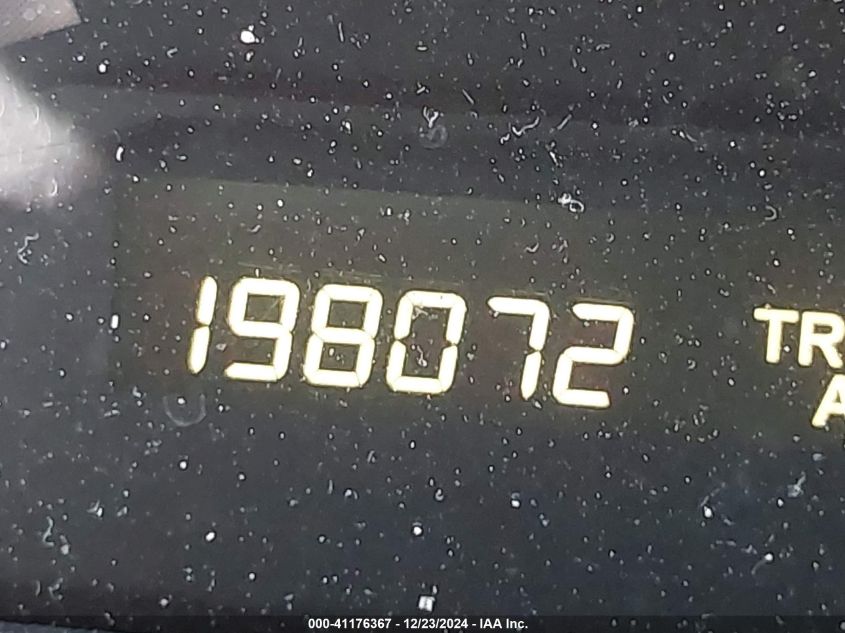 198072
TR
A
000-41176367 - 12/23/2024 - IAA Inc.